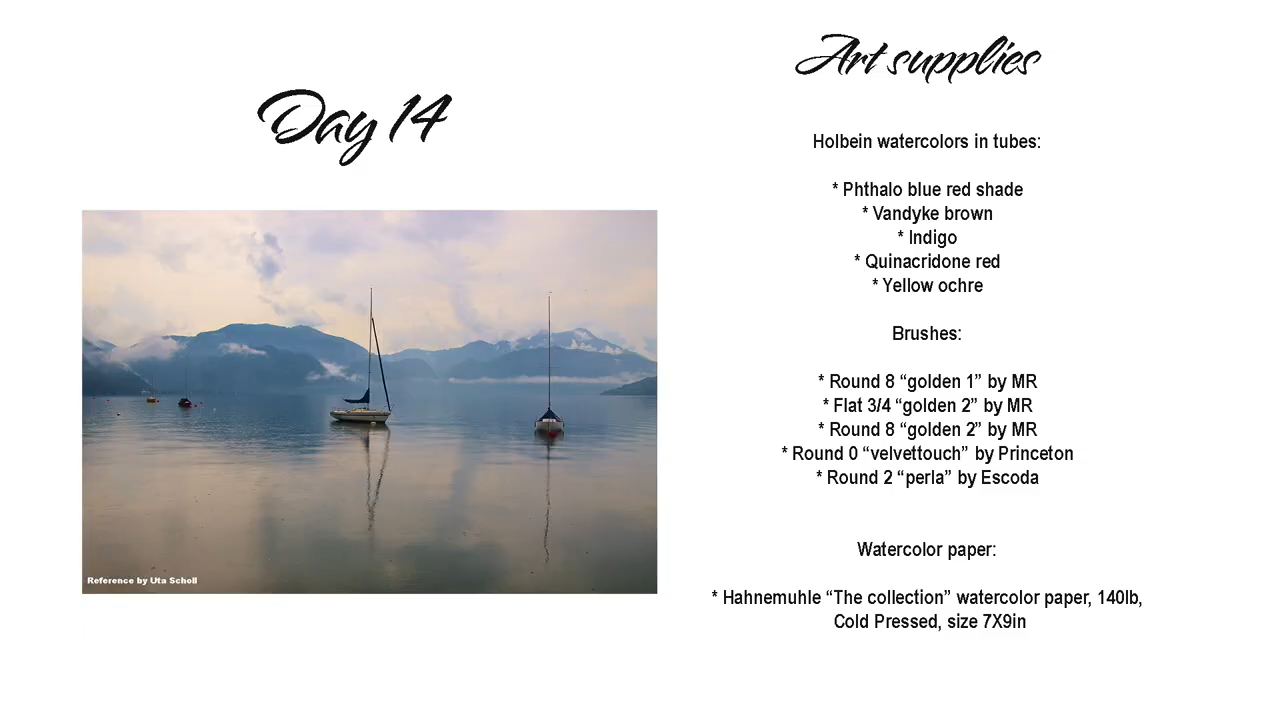 Day 14
Reference by Uta Scholl
Art supplies
Holbein watercolors in tubes:
* Phthalo blue red shade
* Vandyke brown
* Indigo
* Quinacridone red
* Yellow ochre
Brushes:
* Round 8 “golden 1” by MR
* Flat 3/4 “golden 2” by MR
* Round 8 “golden 2” by MR
* Round 0 “velvettouch” by Princeton
* Round 2 “perla” by Escoda
Watercolor paper:
* Hahnemuhle “The collection” watercolor paper, 140lb,
Cold Pressed, size 7X9in